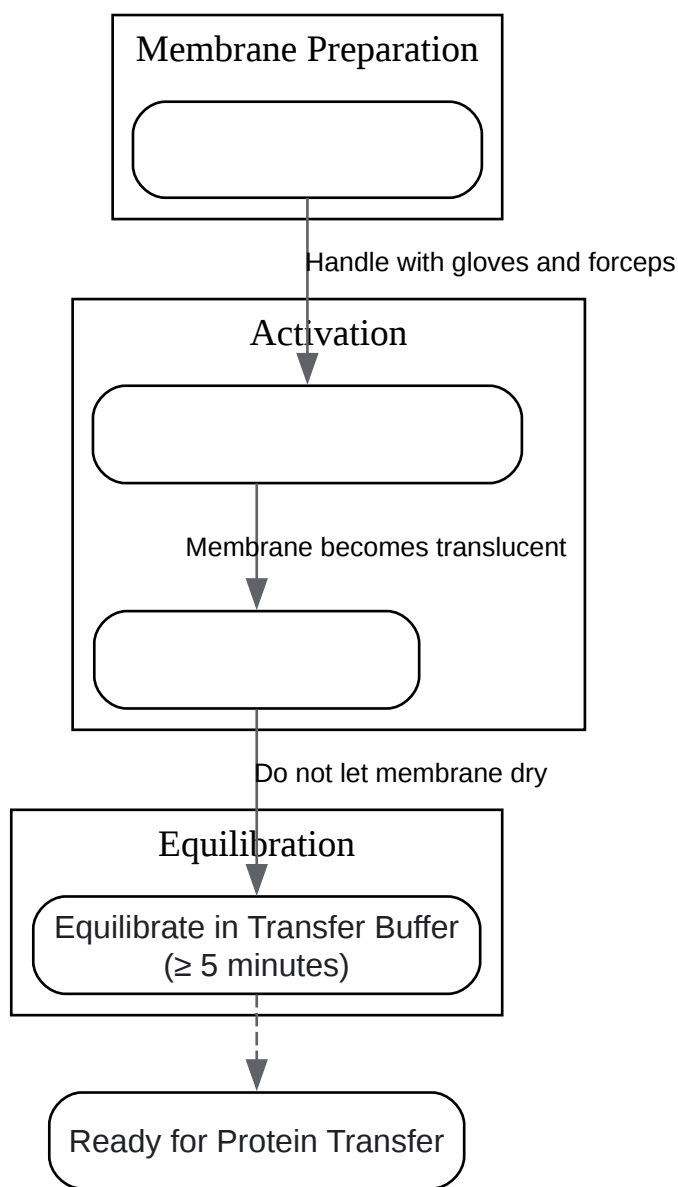 Membrane Preparation
Handle with gloves and forceps
Activation
Membrane becomes translucent
Do not let membrane dry
Equilibration
Equilibrate in Transfer Buffer
(≥ 5 minutes)
Ready for Protein Transfer